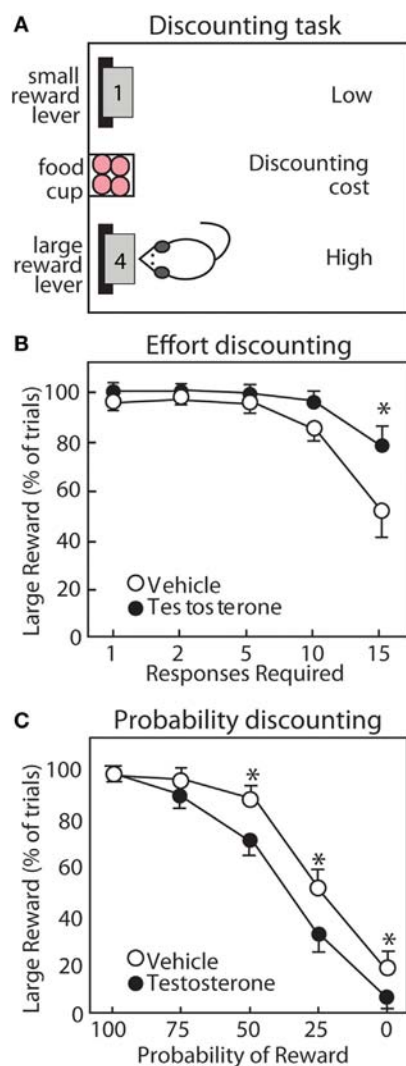 A Discounting task
small
reward
lever
1
Low
food
cup
Discounting
cost
large
reward
lever
4
High
B Effort discounting
Large Reward (% of trials)
100
80
60
40
20
0
*
Vehicle
Testosterone
1 2 5 10 15
Responses Required
C Probability discounting
Large Reward (% of trials)
100
80
60
40
20
0
*
*
*
Vehicle
Testosterone
100 75 50 25 0
Probability of Reward